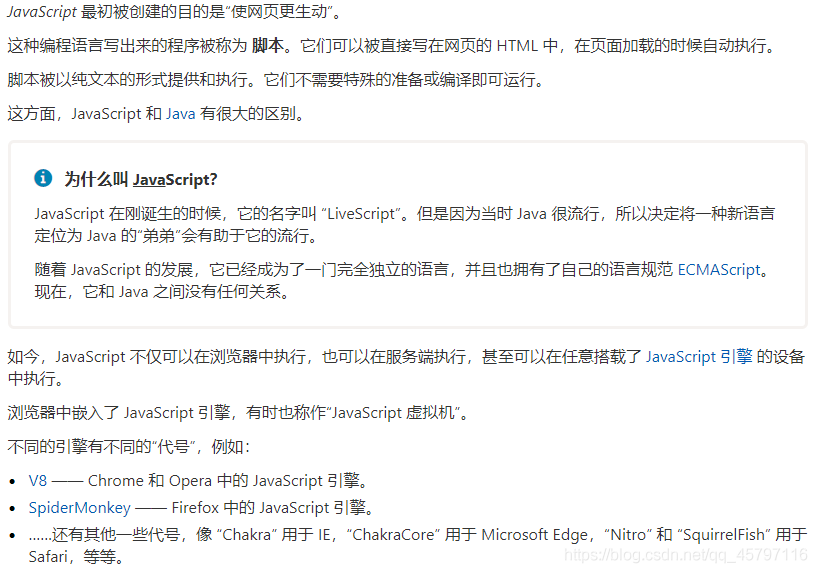 JavaScript 最初被创建的目的是“使网页更生动”。
这种编程语言写出来的程序被称为 脚本。它们可以被直接写在网页的 HTML 中，在页面加载的时候自动执行。
脚本被以纯文本的形式提供和执行。它们不需要特殊的准备或编译即可运行。
这方面，JavaScript 和 Java 有很大的区别。
为什么叫 JavaScript?
JavaScript 在刚诞生的时候，它的名字叫 “LiveScript”。但是因为当时 Java 很流行，所以决定将一种新语言
定位为 Java 的“弟弟”会有助于它的流行。
随着 JavaScript 的发展，它已经成为了一门完全独立的语言，并且也拥有了自己的语言规范 ECMAScript。
现在，它和 Java 之间没有任何关系。
如今，JavaScript 不仅可以在浏览器中执行，也可以在服务端执行，甚至可以在任意搭载了 JavaScript 引擎 的设备
中执行。
浏览器中嵌入了 JavaScript 引擎，有时也称作“JavaScript 虚拟机”。
不同的引擎有不同的“代号”，例如：
• V8 —— Chrome 和 Opera 中的 JavaScript 引擎。
• SpiderMonkey —— Firefox 中的 JavaScript 引擎。
• ……还有其他一些代号，像 “Chakra” 用于 IE，“ChakraCore” 用于 Microsoft Edge，“Nitro” 和 “SquirrelFish” 用于
Safari，等等。
https://blog.csdn.net/qq_45797116